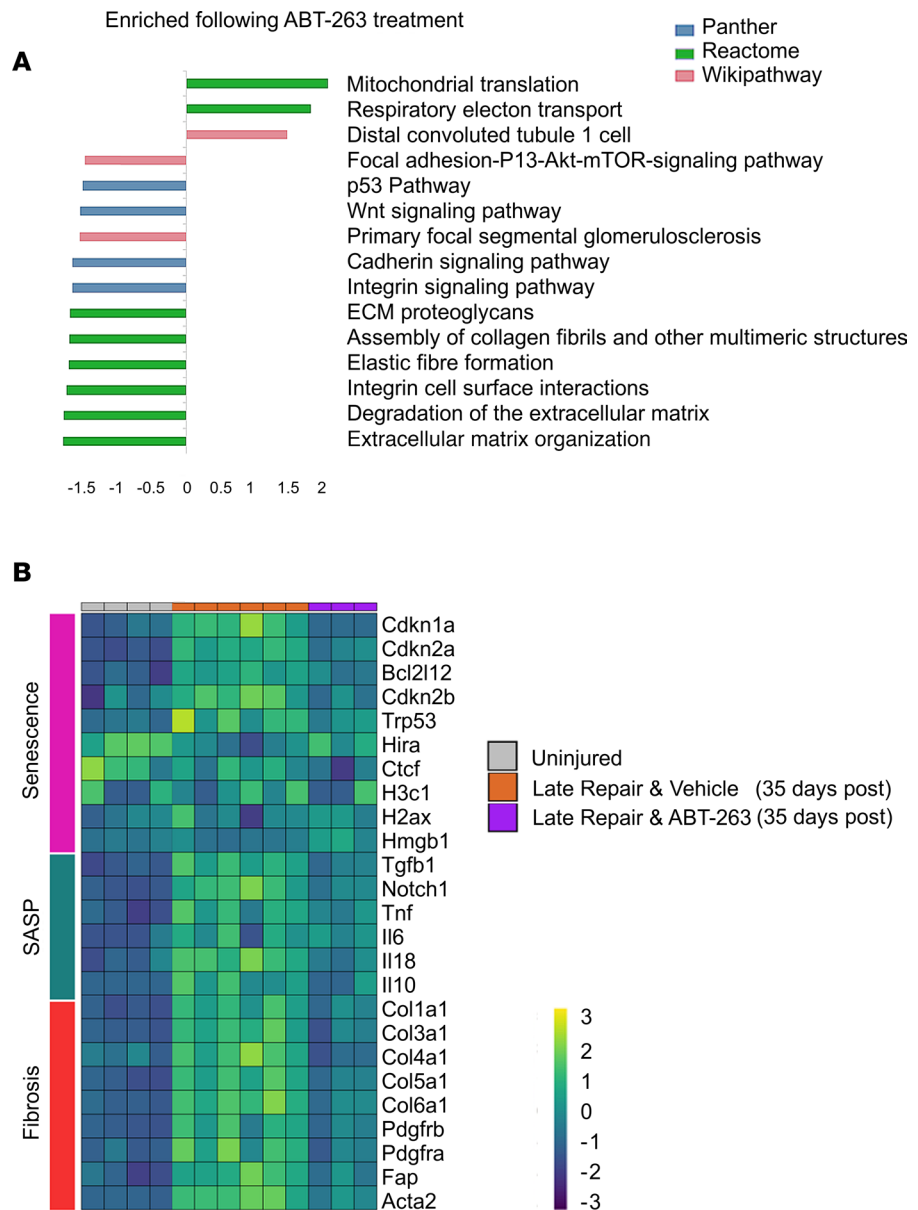 Enriched following ABT-263 treatment
Panther
Reactome
Wikipathway
A
Mitochondrial translation
Respiratory electon transport
Distal convoluted tubule 1 cell
Focal adhesion-P13-Akt-mTOR-signaling pathway
p53 Pathway
Wnt signaling pathway
Primary focal segmental glomerulosclerosis
Cadherin signaling pathway
Integrin signaling pathway
ECM proteoglycans
Assembly of collagen fibrils and other multimeric structures
Elastic fibre formation
Integrin cell surface interactions
Degradation of the extracellular matrix
Extracellular matrix organization
-1.5 -1 -0.5 0 0.5 1 1.5 2
B
Senescence
SASP
Fibrosis
Cdkn1a
Cdkn2a
Bcl2l12
Cdkn2b
Trp53
Hira
Ctcf
H3c1
H2ax
Hmgb1
Tgfb1
Notch1
Tnf
Il6
Il18
Il10
Col1a1
Col3a1
Col4a1
Col5a1
Col6a1
Pdgfrb
Pdgfra
Fap
Acta2
Uninjured
Late Repair & Vehicle (35 days post)
Late Repair & ABT-263 (35 days post)
3
2
1
0
-1
-2
-3